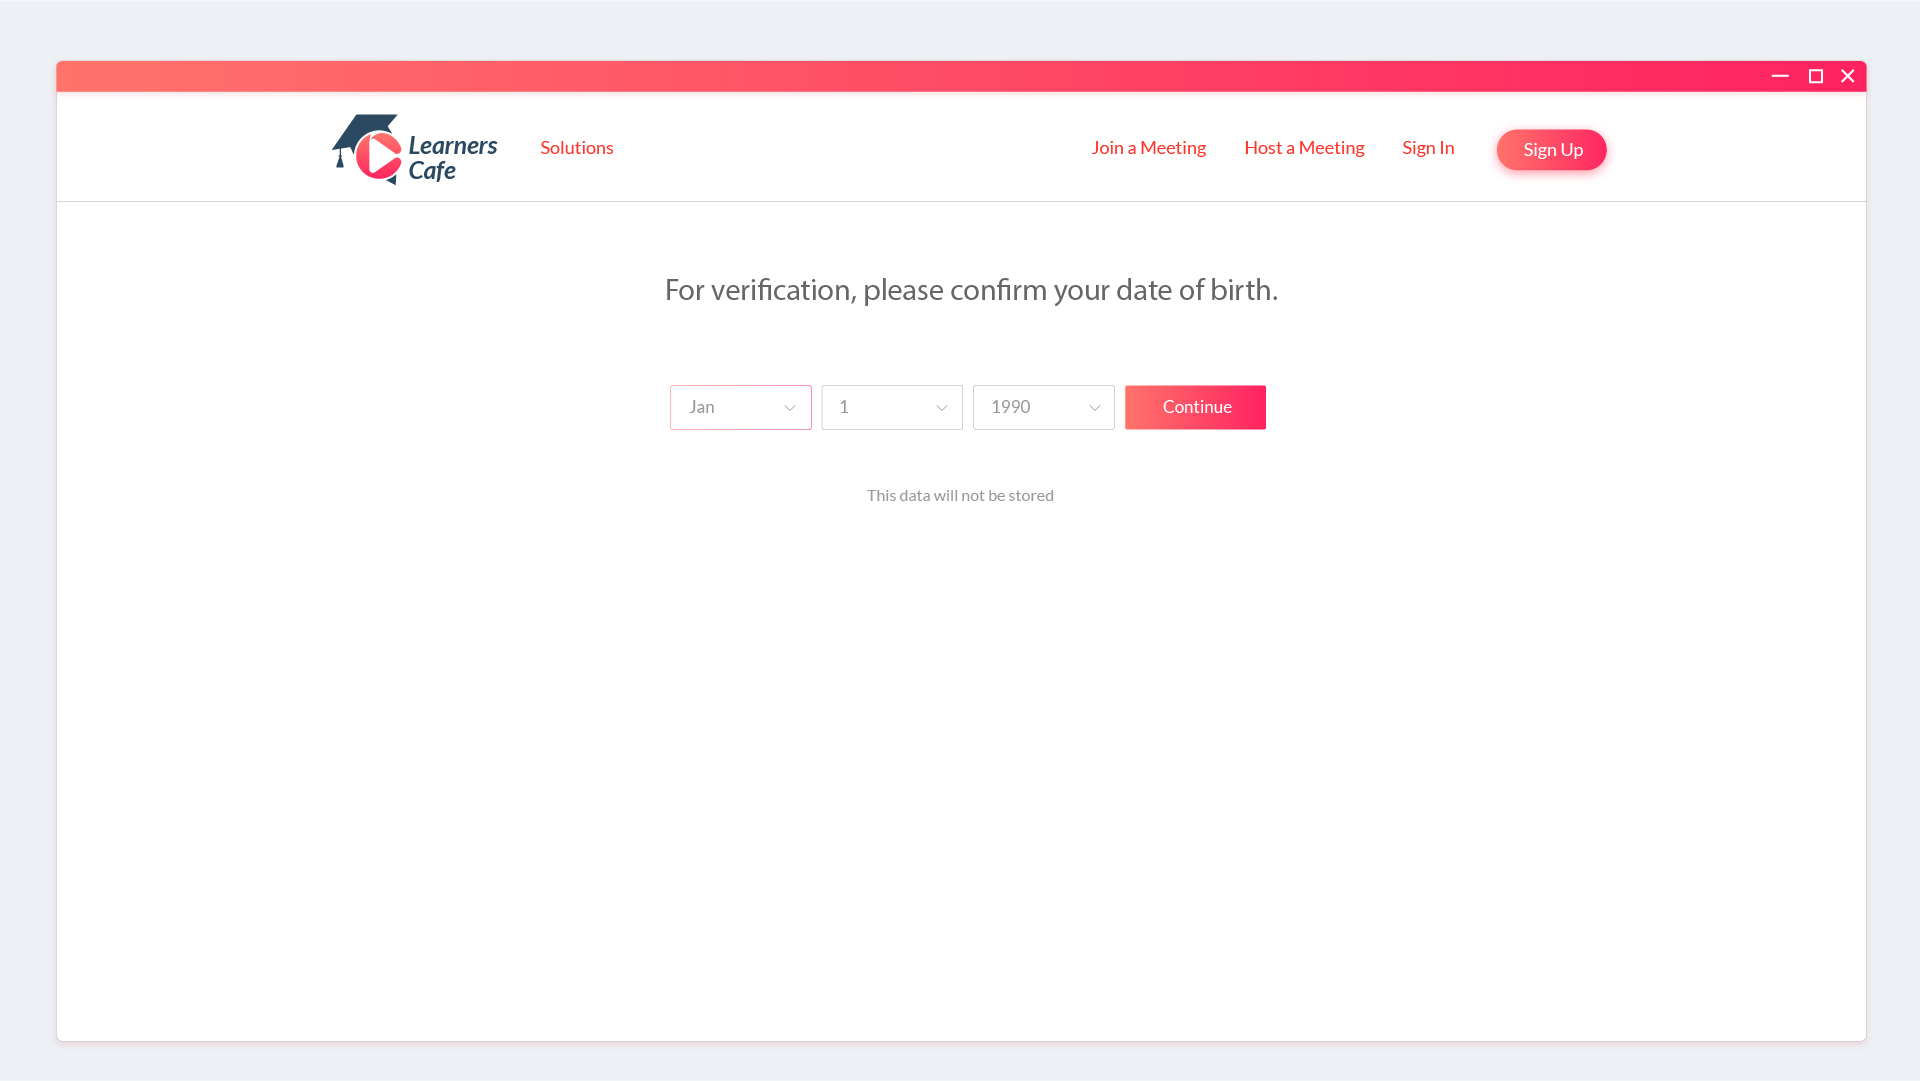 Learners
Cafe
Solutions
Join a Meeting
Host a Meeting
Sign In
Sign Up
For verification, please confirm your date of birth.
Jan
1
1990
Continue
This data will not be stored